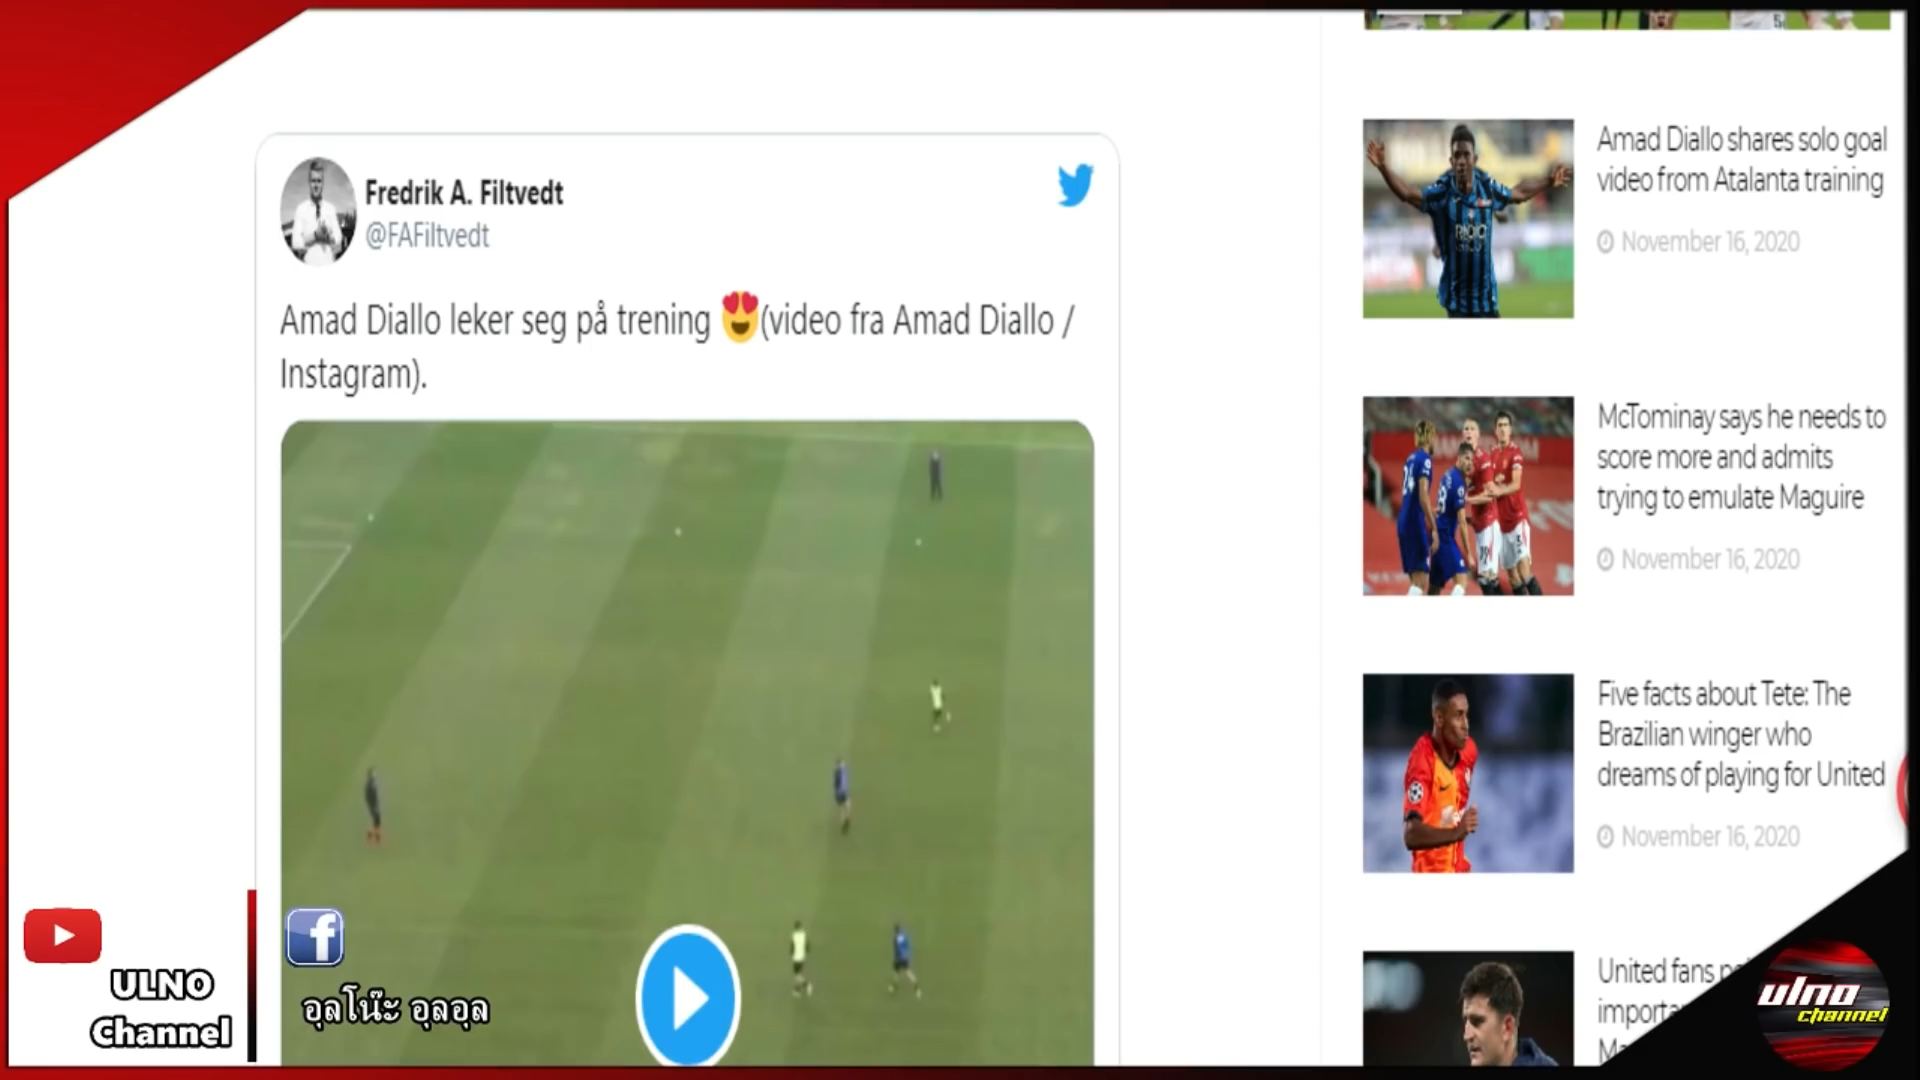 Fredrik A. Filtvedt
@FAFiltvedt
Amad Diallo leker seg på trening 😍(video fra Amad Diallo /
Instagram).
Amad Diallo shares solo goal
video from Atalanta training
November 16, 2020
McTominay says he needs to
score more and admits
trying to emulate Maguire
November 16, 2020
Five facts about Tete: The
Brazilian winger who
dreams of playing for United
November 16, 2020
United fans
ULNO
Channel
f
อุลโน๊ะ อุลอุล
ulno
channel